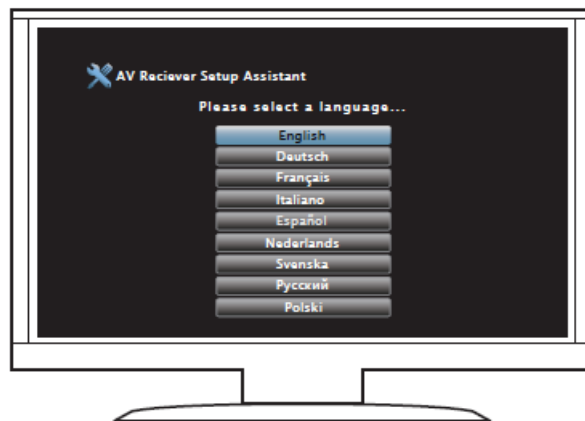 AV Reciever Setup Assistant
Please select a language...
English
Deutsch
Français
Italiano
Español
Nederlands
Svenska
Русский
Polski